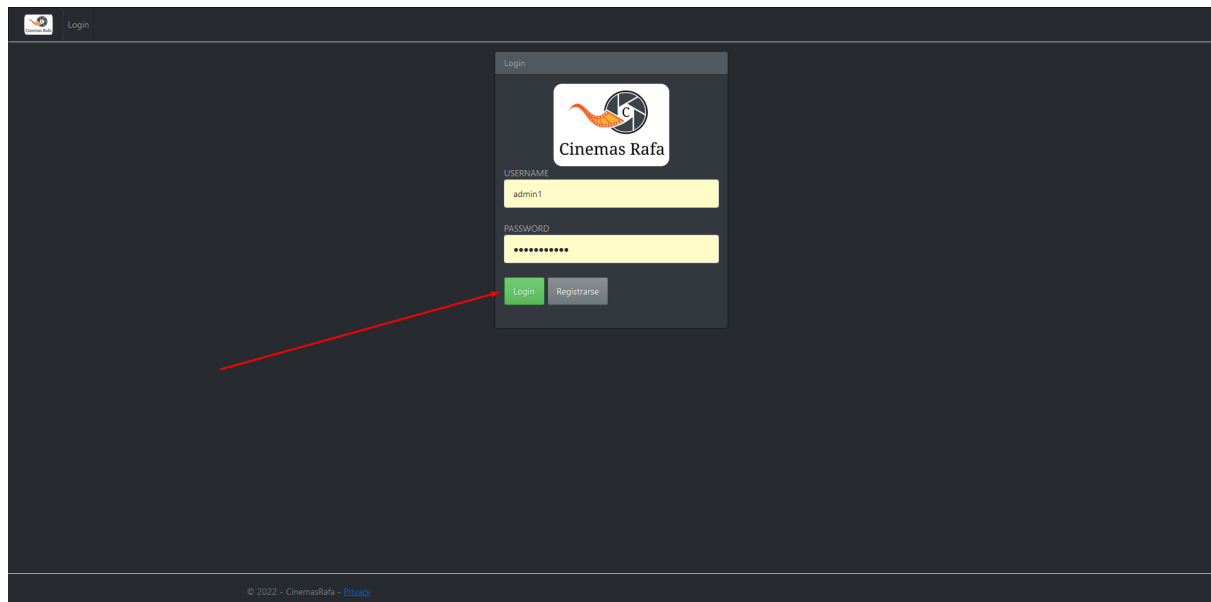 Cinemas Rafa
Login
Login
C
Cinemas Rafa
USERNAME
admin1
PASSWORD
•••••••••••
Login Registrarse
© 2022 - CinemasRafa - Privacy